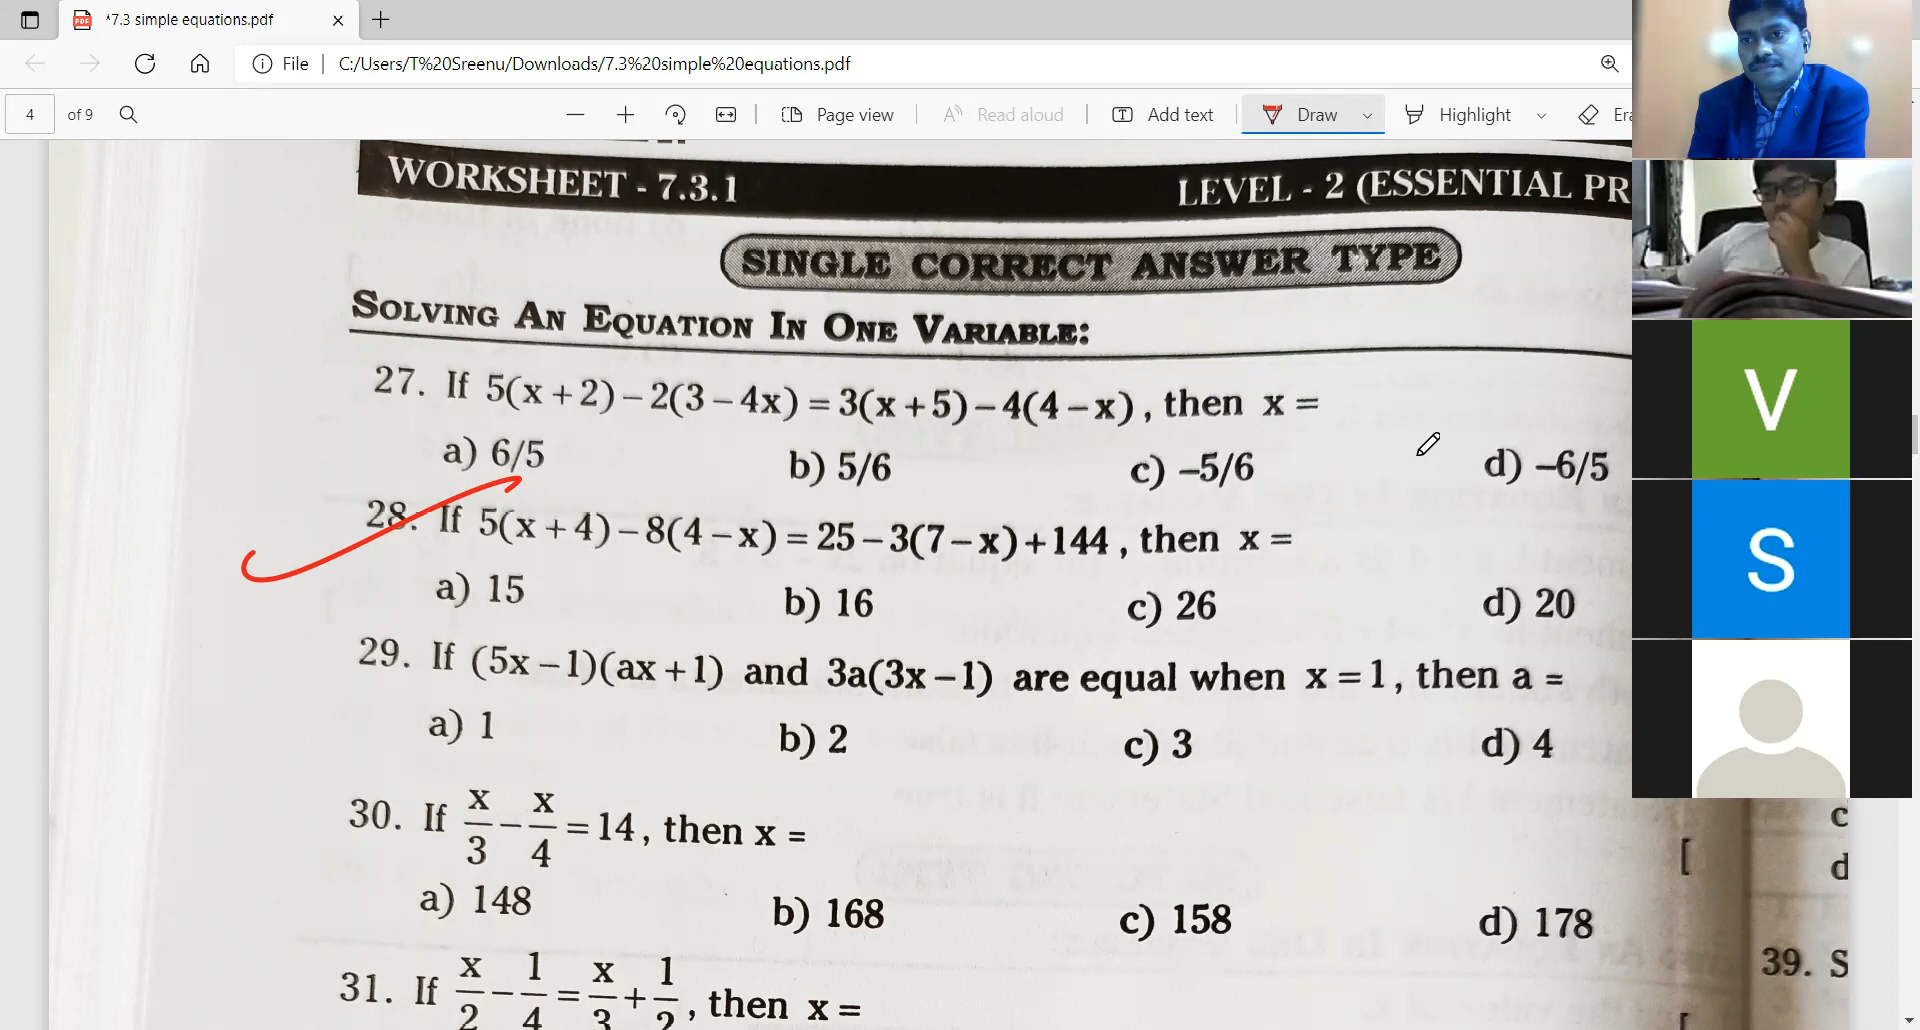 *7.3 simple equations.pdf
File C:/Users/T%20Sreenu/Downloads/7.3%20simple%20equations.pdf
4 of 9 Page view Read aloud Add text Draw Highlight
WORKSHEET - 7.3.1 LEVEL - 2 (ESSENTIAL PR
SINGLE CORRECT ANSWER TYPE
SOLVING AN EQUATION IN ONE VARIABLE:
27. If 5(x + 2) – 2(3 – 4x) = 3(x + 5) – 4(4 – x), then x =
a) 6/5 b) 5/6 c) –5/6 d) –6/5
28. If 5(x + 4) – 8(4 – x) = 25 – 3(7 – x) + 144, then x =
a) 15 b) 16 c) 26 d) 20
29. If (5x – 1)(ax + 1) and 3a(3x – 1) are equal when x = 1, then a =
a) 1 b) 2 c) 3 d) 4
30. If x/3 – x/4 = 14, then x =
a) 148 b) 168 c) 158 d) 178
31. If x/2 – 1/4 = x/3 + 1/2, then x =
[
c
d
39. S
V
S